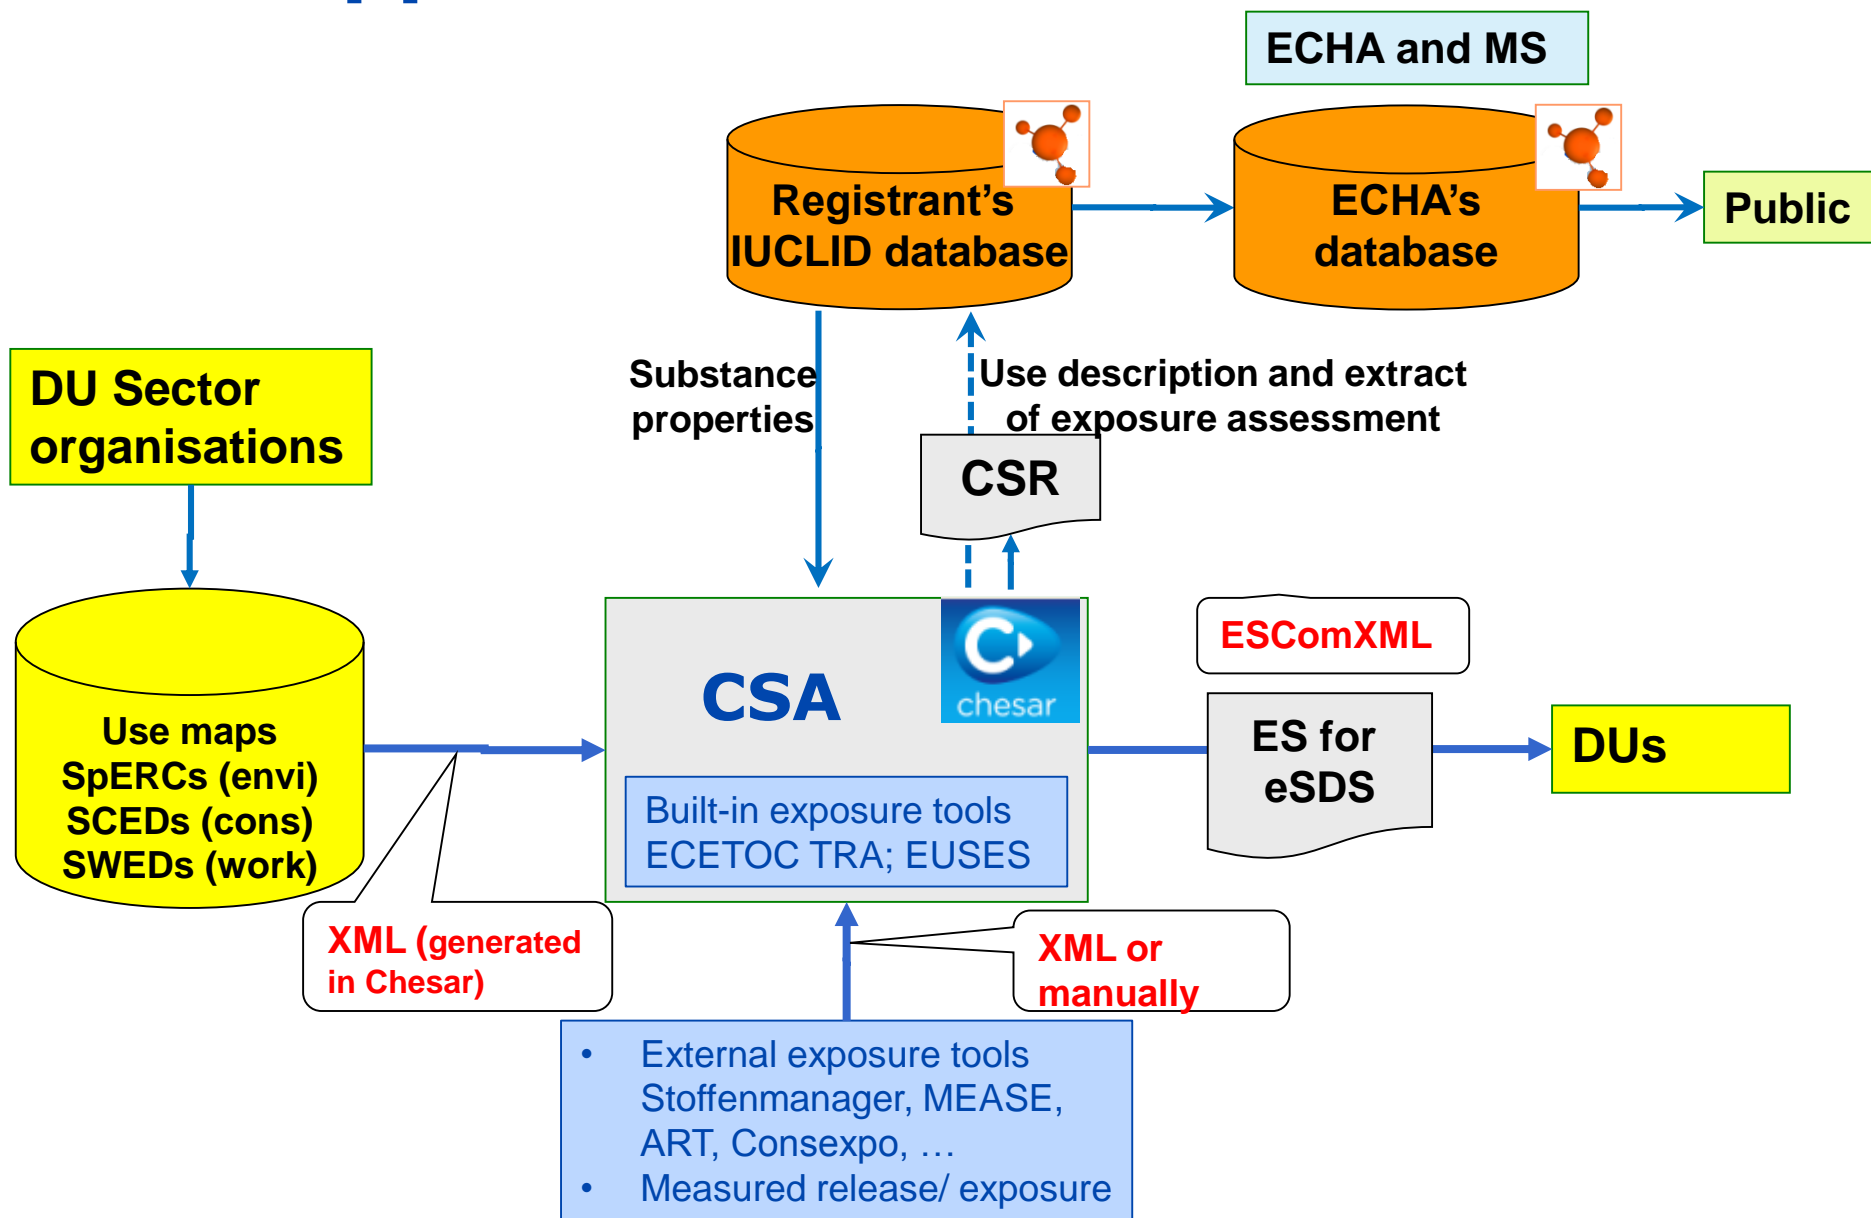 ECHA and MS
Registrant’s
IUCLID database
ECHA’s
database
Public
Substance
properties
Use description and extract
of exposure assessment
DU Sector
organisations
CSR
Use maps
SpERCs (envi)
SCEDs (cons)
SWEDs (work)
CSA
chesar
Built-in exposure tools
ECETOC TRA; EUSES
ESComXML
ES for
eSDS
DUs
XML (generated
in Chesar)
XML or
manually
• External exposure tools
Stoffenmanager, MEASE,
ART, Consexpo, …
• Measured release/ exposure